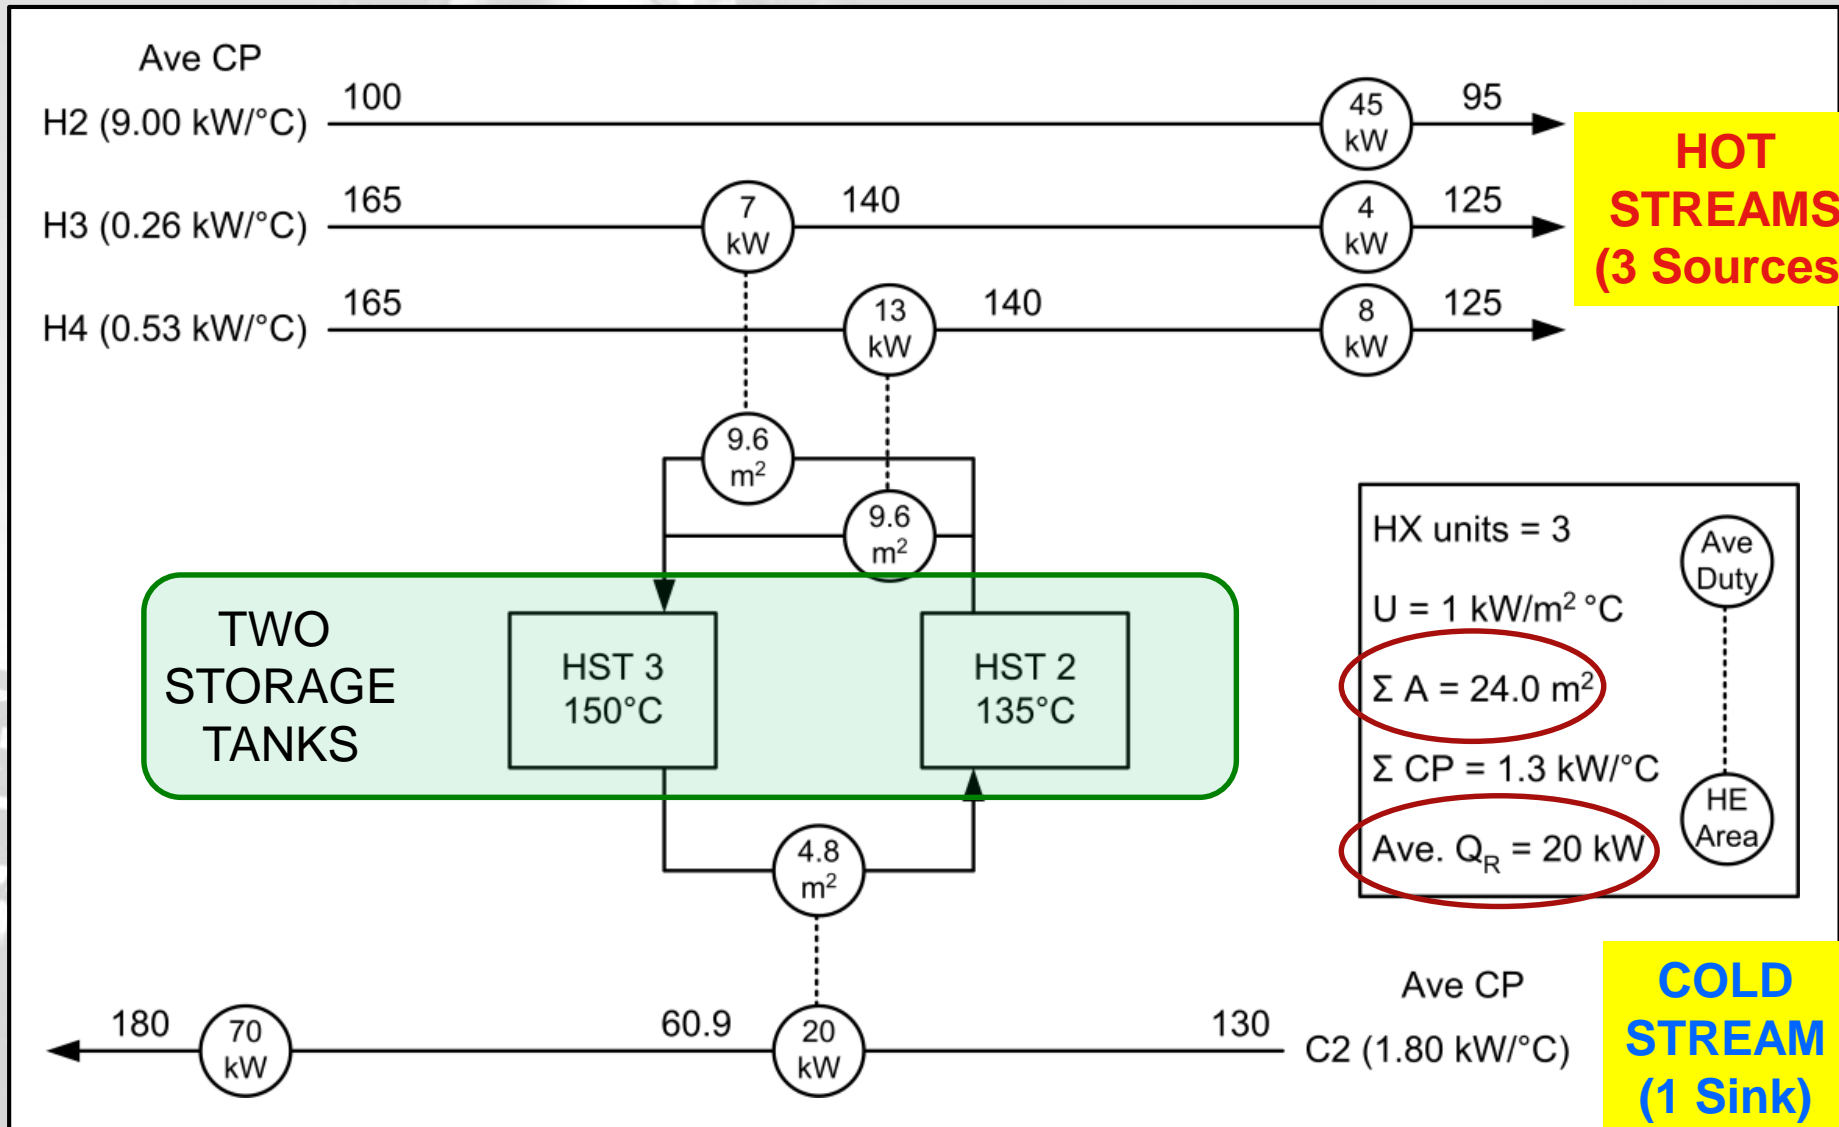 Ave CP
H2 (9.00 kW/°C)
100
45
kW
95
HOT
STREAMS
(3 Sources
H3 (0.26 kW/°C)
165
7
kW
140
4
kW
125
H4 (0.53 kW/°C)
165
13
kW
140
8
kW
125
9.6
m²
9.6
m²
TWO
STORAGE
TANKS
HST 3
150°C
HST 2
135°C
HX units = 3
U = 1 kW/m² °C
Σ A = 24.0 m²
Σ CP = 1.3 kW/°C
Ave. QR = 20 kW
Ave
Duty
HE
Area
4.8
m²
180
70
kW
60.9
20
kW
130
Ave CP
C2 (1.80 kW/°C)
COLD
STREAM
(1 Sink)